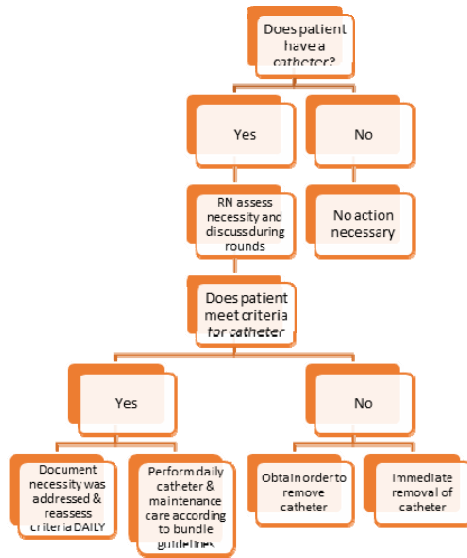 Does patient
have a
catheter?
Yes
No
RN assess
necessity and
discuss during
rounds
No action
necessary
Does patient
meet criteria
for catheter
Yes
No
Document
necessity was
addressed &
reassess
criteria DAILY
Perform daily
catheter &
maintenance
care according
to bundle
guidelines
Obtain order to
remove
catheter
Immediate
removal of
catheter